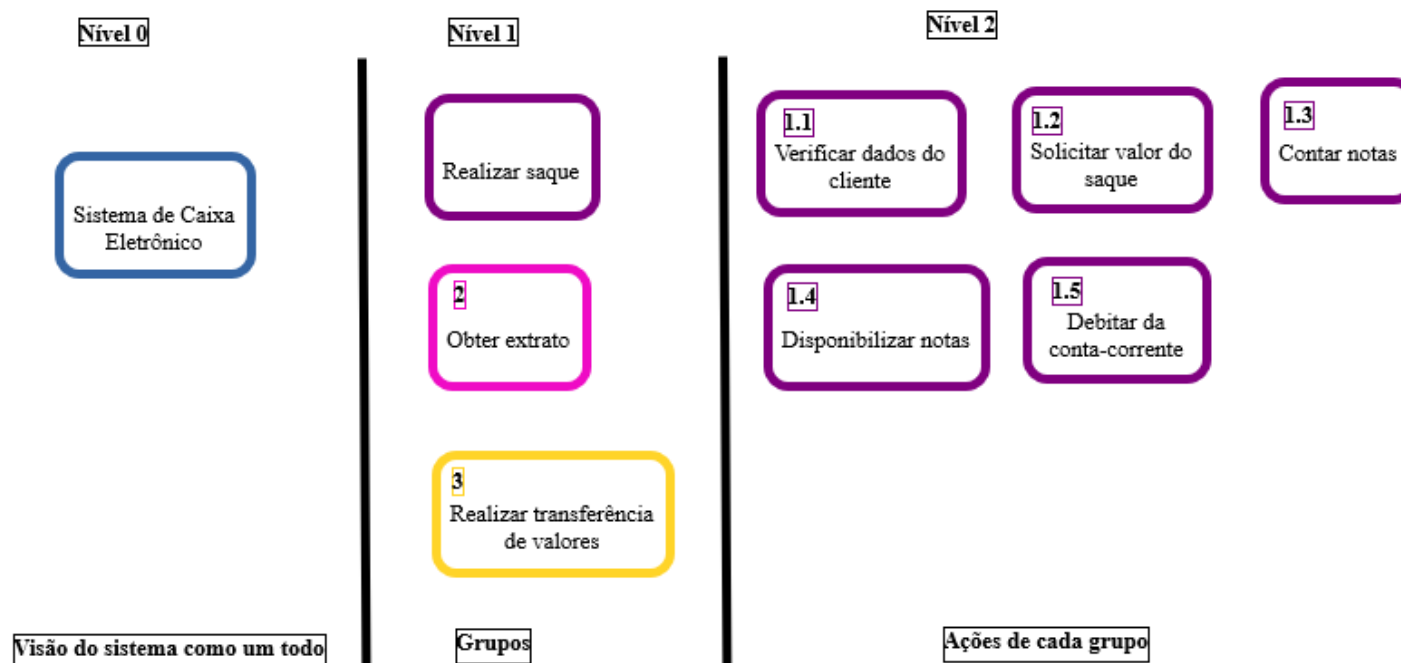 Nível 0
Nível 1
Nível 2
Sistema de Caixa
Eletrônico
Realizar saque
2
Obter extrato
3
Realizar transferência
de valores
1.1
Verificar dados do
cliente
1.2
Solicitar valor do
saque
1.3
Contar notas
1.4
Disponibilizar notas
1.5
Debitar da
conta-corrente
Visão do sistema como um todo
Grupos
Ações de cada grupo